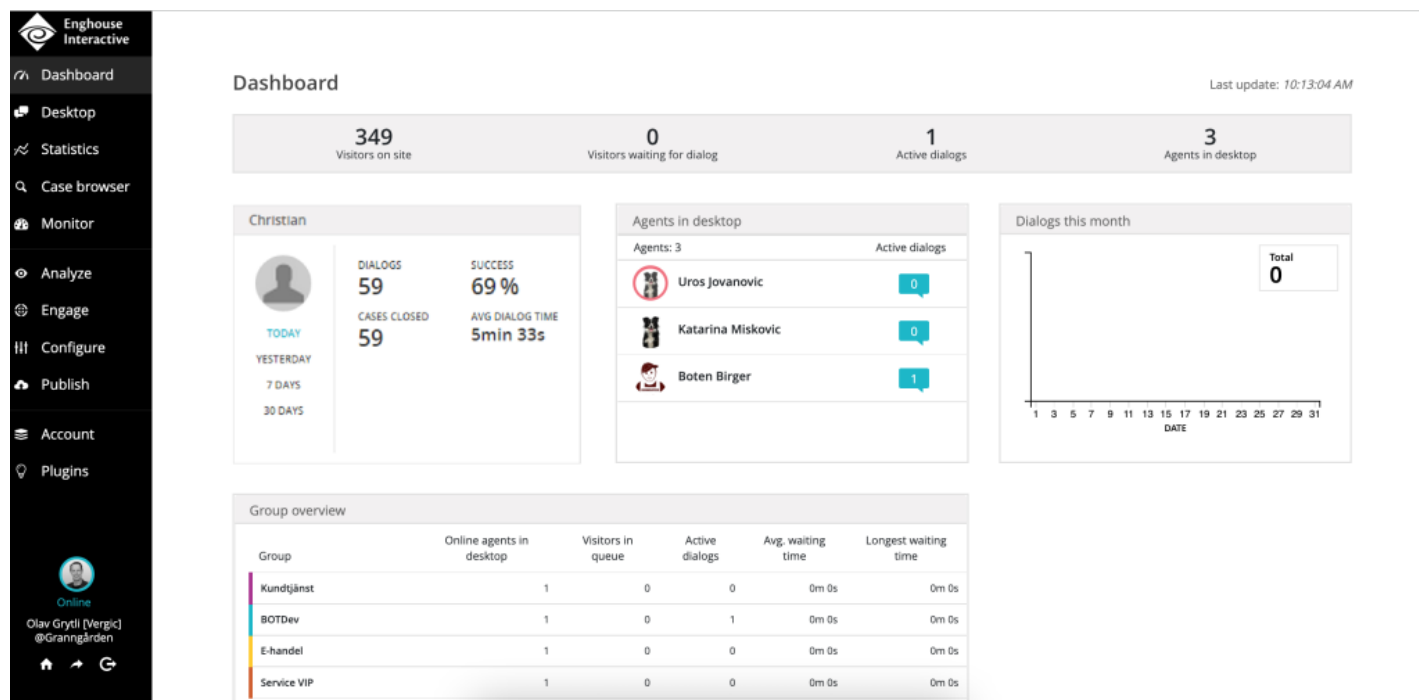 Enghouse
Interactive
Dashboard
Desktop
Statistics
Case browser
Monitor
Analyze
Engage
Configure
Publish
Account
Plugins
Online
Olav Grytli [Vergic]
@Granngården
Dashboard
Last update: 10:13:04 AM
349
Visitors on site
0
Visitors waiting for dialog
1
Active dialogs
3
Agents in desktop
Christian
TODAY
YESTERDAY
7 DAYS
30 DAYS
DIALOGS
59
SUCCESS
69 %
CASES CLOSED
59
AVG DIALOG TIME
5min 33s
Agents in desktop
Agents: 3 Active dialogs
Uros Jovanovic 0
Katarina Miskovic 0
Boten Birger 1
Dialogs this month
Total
0
1 3 5 7 9 11 13 15 17 19 21 23 25 27 29 31
DATE
Group overview
Group
Online agents in
desktop
Visitors in
queue
Active
dialogs
Avg. waiting
time
Longest waiting
time
Kundtjänst 1 0 0 0m 0s 0m 0s
BOTDev 1 0 1 0m 0s 0m 0s
E-handel 1 0 0 0m 0s 0m 0s
Service VIP 1 0 0 0m 0s 0m 0s